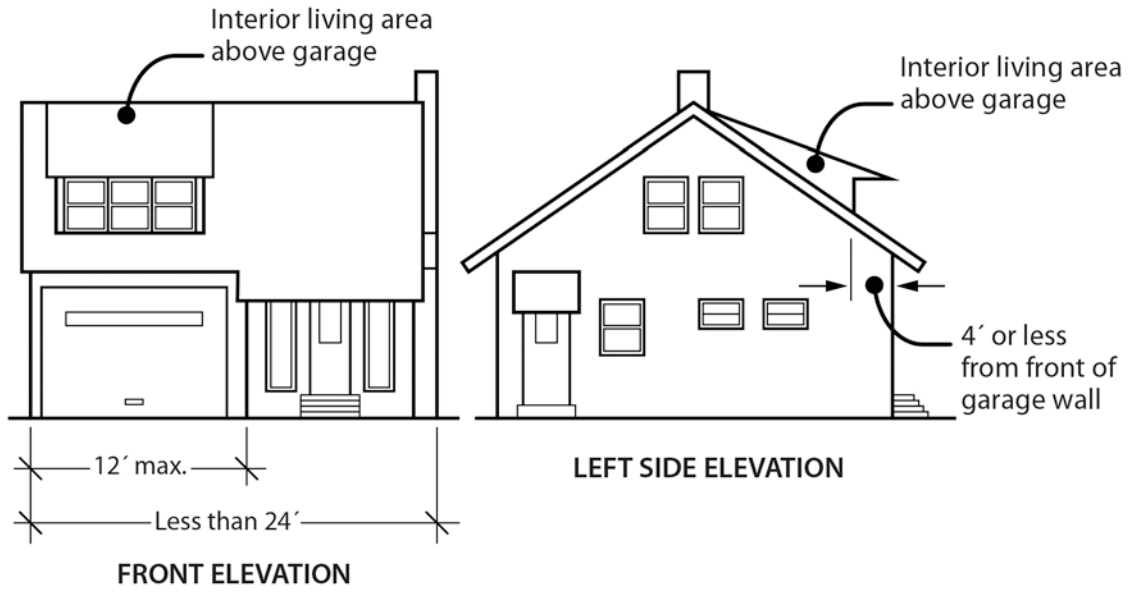 Interior living area
above garage
Interior living area
above garage
4´ or less
from front of
garage wall
12´ max.
Less than 24´
LEFT SIDE ELEVATION
FRONT ELEVATION